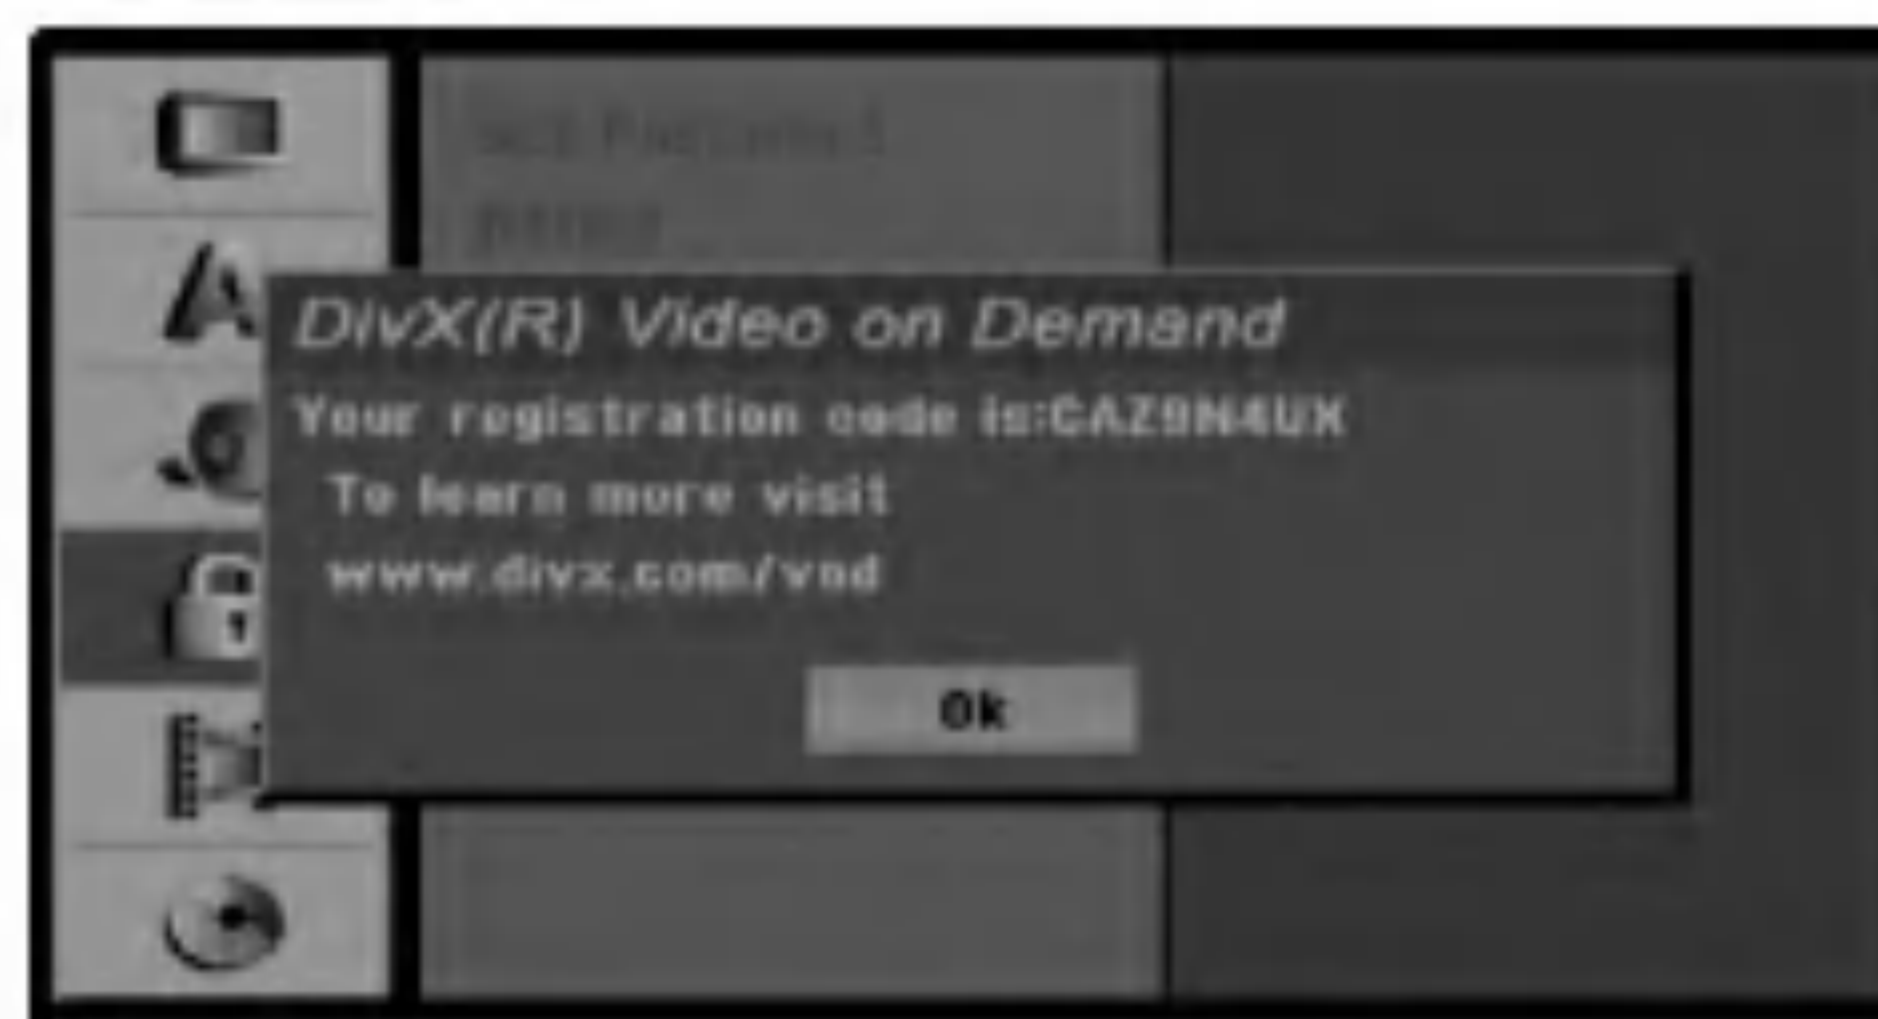 DivX(R) Video on Demand
Your registration code is:CAZ9N4UX
To learn more visit
www.divx.com/vod
Ok